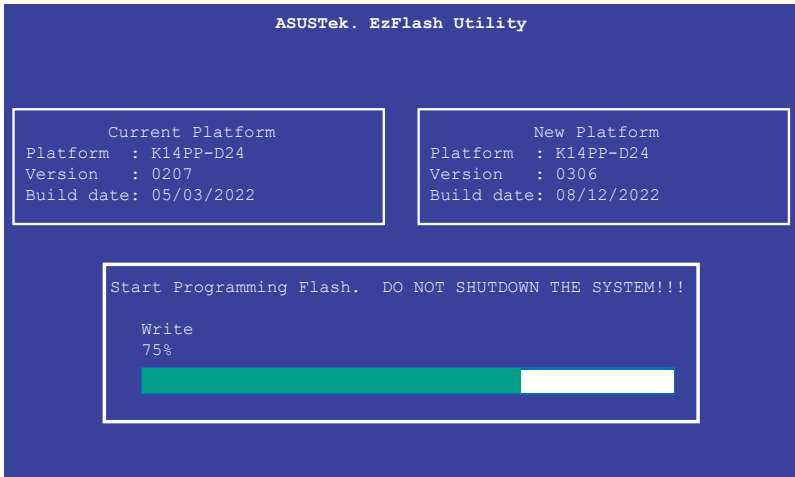 ASUSTek. EzFlash Utility
Current Platform
Platform : K14PP-D24
Version : 0207
Build date: 05/03/2022
New Platform
Platform : K14PP-D24
Version : 0306
Build date: 08/12/2022
Start Programming Flash. DO NOT SHUTDOWN THE SYSTEM!!!
Write
75%